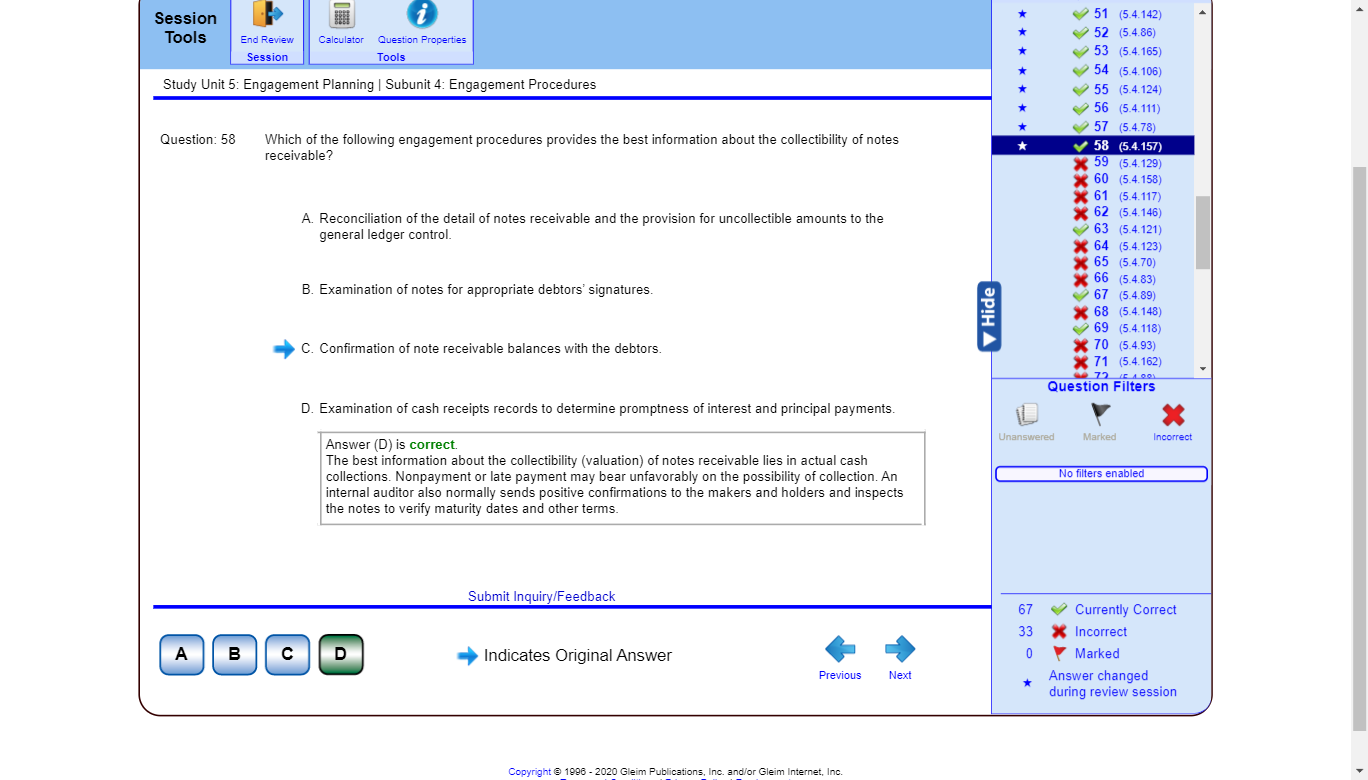 Session
Tools
End Review
Session
Calculator
Question Properties
Tools
Study Unit 5: Engagement Planning | Subunit 4: Engagement Procedures
Question: 58
Which of the following engagement procedures provides the best information about the collectibility of notes
receivable?
A. Reconciliation of the detail of notes receivable and the provision for uncollectible amounts to the
general ledger control.
B. Examination of notes for appropriate debtors' signatures.
C. Confirmation of note receivable balances with the debtors.
D. Examination of cash receipts records to determine promptness of interest and principal payments.
Answer (D) is correct.
The best information about the collectibility (valuation) of notes receivable lies in actual cash
collections. Nonpayment or late payment may bear unfavorably on the possibility of collection. An
internal auditor also normally sends positive confirmations to the makers and holders and inspects
the notes to verify maturity dates and other terms.
Submit Inquiry/Feedback
A
B
C
D
Indicates Original Answer
Previous
Next
Hide
51 (5.4.142)
52 (5.4.86)
53 (5.4.165)
54 (5.4.106)
55 (5.4.124)
56 (5.4.111)
57 (5.4.78)
58 (5.4.157)
59 (5.4.129)
60 (5.4.158)
61 (5.4.117)
62 (5.4.146)
63 (5.4.121)
64 (5.4.123)
65 (5.4.70)
66 (5.4.83)
67 (5.4.89)
68 (5.4.148)
69 (5.4.118)
70 (5.4.93)
71 (5.4.162)
72 (5.4.88)
Question Filters
Unanswered
Marked
Incorrect
No filters enabled
67 Currently Correct
33 Incorrect
0 Marked
Answer changed
during review session
Copyright © 1996 - 2020 Gleim Publications, Inc. and/or Gleim Internet, Inc.